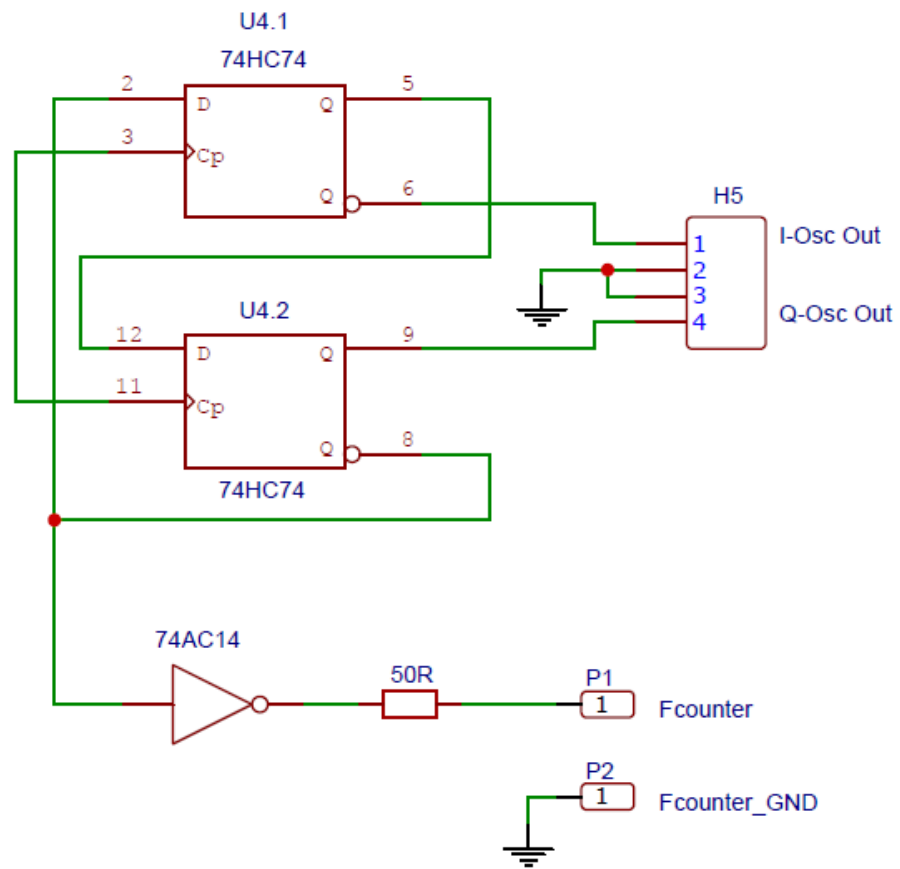 U4.1
74HC74
2
D
Q
5
3
Cp
Q
6
H5
1
I-Osc Out
2
3
4
Q-Osc Out
U4.2
12
D
Q
9
11
Cp
Q
8
74HC74
74AC14
50R
P1
1
Fcounter
P2
1
Fcounter_GND